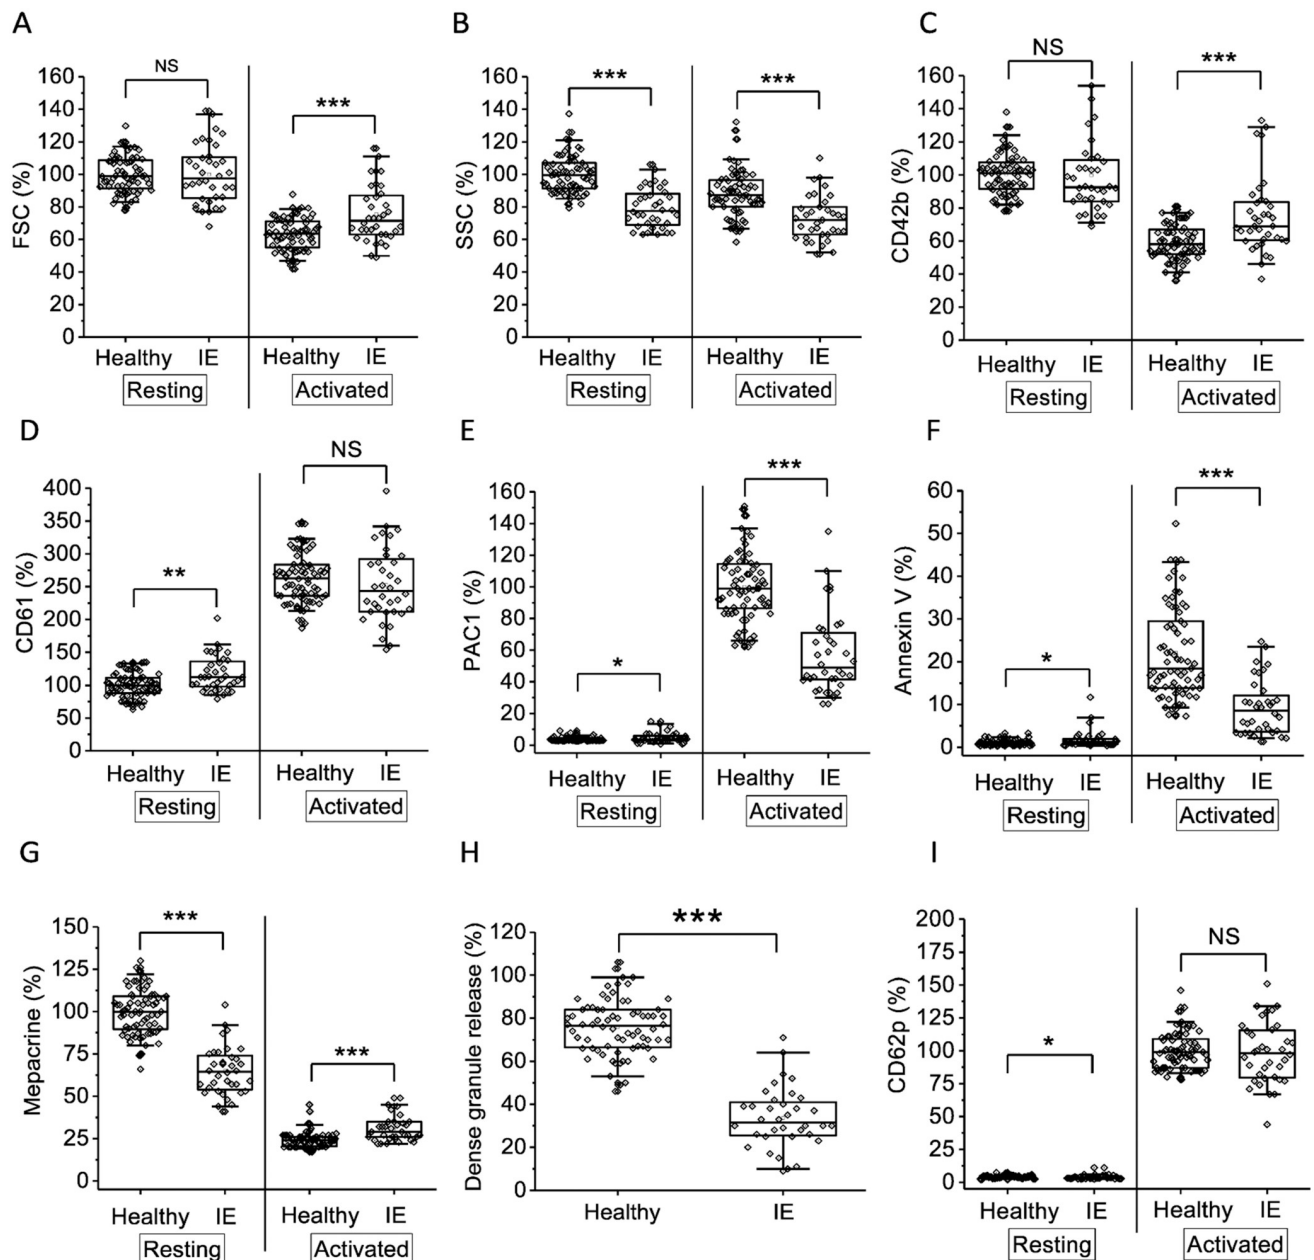 A
NS
***
FSC (%)
160
140
120
100
80
60
40
20
0
Healthy IE Healthy IE
Resting Activated
B
***
***
SSC (%)
160
140
120
100
80
60
40
20
0
Healthy IE Healthy IE
Resting Activated
C
NS
***
CD42b (%)
160
140
120
100
80
60
40
20
0
Healthy IE Healthy IE
Resting Activated
D
NS
**
CD61 (%)
400
350
300
250
200
150
100
50
0
Healthy IE Healthy IE
Resting Activated
E
***
*
PAC1 (%)
160
140
120
100
80
60
40
20
0
Healthy IE Healthy IE
Resting Activated
F
***
*
Annexin V (%)
60
50
40
30
20
10
0
Healthy IE Healthy IE
Resting Activated
G
***
***
Mepacrine (%)
150
125
100
75
50
25
0
Healthy IE Healthy IE
Resting Activated
H
***
Dense granule release (%)
120
100
80
60
40
20
0
Healthy IE
I
NS
*
CD62p (%)
200
175
150
125
100
75
50
25
0
Healthy IE Healthy IE
Resting Activated